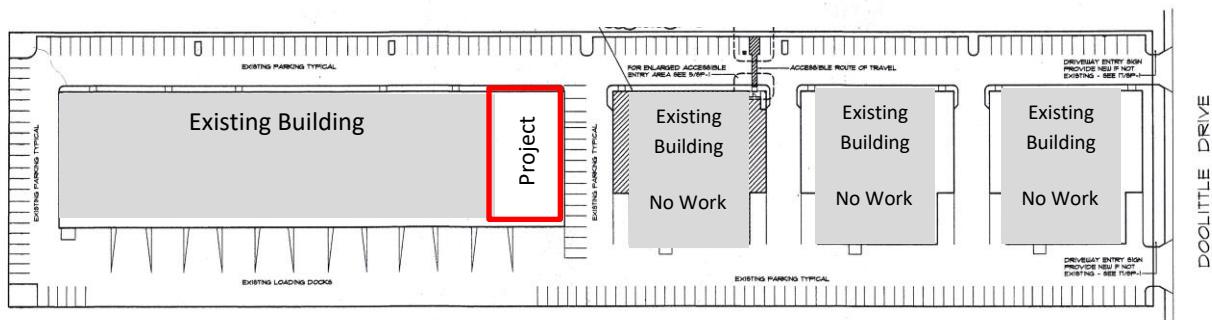 EXISTING PARKING TYPICAL
FOR ENLARGED ACCESSIBLE
ENTRY AREA SEE 5/SP-1
ACCESSIBLE ROUTE OF TRAVEL
DRIVEWAY ENTRY SIGN
PROVIDE NEW IF NOT
EXISTING - SEE 17/SP-1
EXISTING PARKING TYPICAL
Existing Building
Project
EXISTING PARKING TYPICAL
Existing
Building
No Work
Existing
Building
No Work
Existing
Building
No Work
DOOLITTLE DRIVE
EXISTING LOADING DOCKS
EXISTING PARKING TYPICAL
DRIVEWAY ENTRY SIGN
PROVIDE NEW IF NOT
EXISTING - SEE 17/SP-1